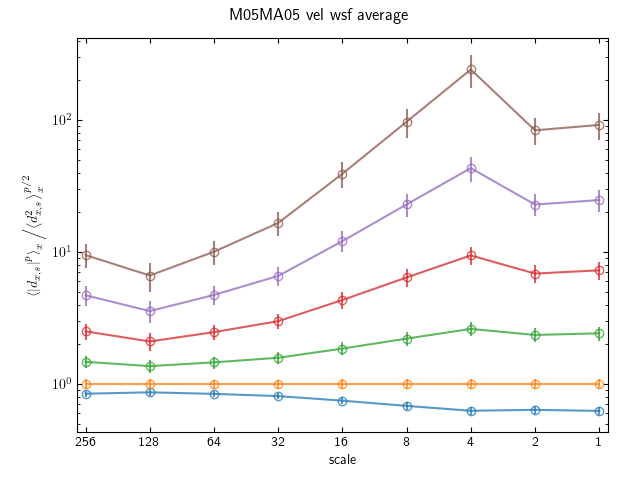 M05MA05 vel wsf average
⟨|d_{x,s}|^p⟩_x / ⟨d_{x,s}^2⟩_x^{p/2}
10^2
10^1
10^0
256 128 64 32 16 8 4 2 1
scale